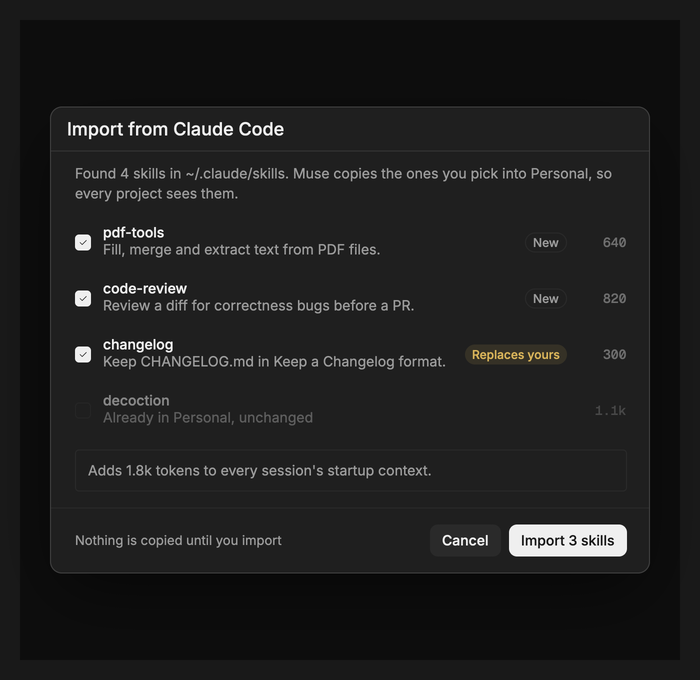 Import from Claude Code
Found 4 skills in ~/.claude/skills. Muse copies the ones you pick into Personal, so
every project sees them.
pdf-tools
Fill, merge and extract text from PDF files.
New
640
code-review
Review a diff for correctness bugs before a PR.
New
820
changelog
Keep CHANGELOG.md in Keep a Changelog format.
Replaces yours
300
decoction
Already in Personal, unchanged
1.1k
Adds 1.8k tokens to every session's startup context.
Nothing is copied until you import
Cancel
Import 3 skills